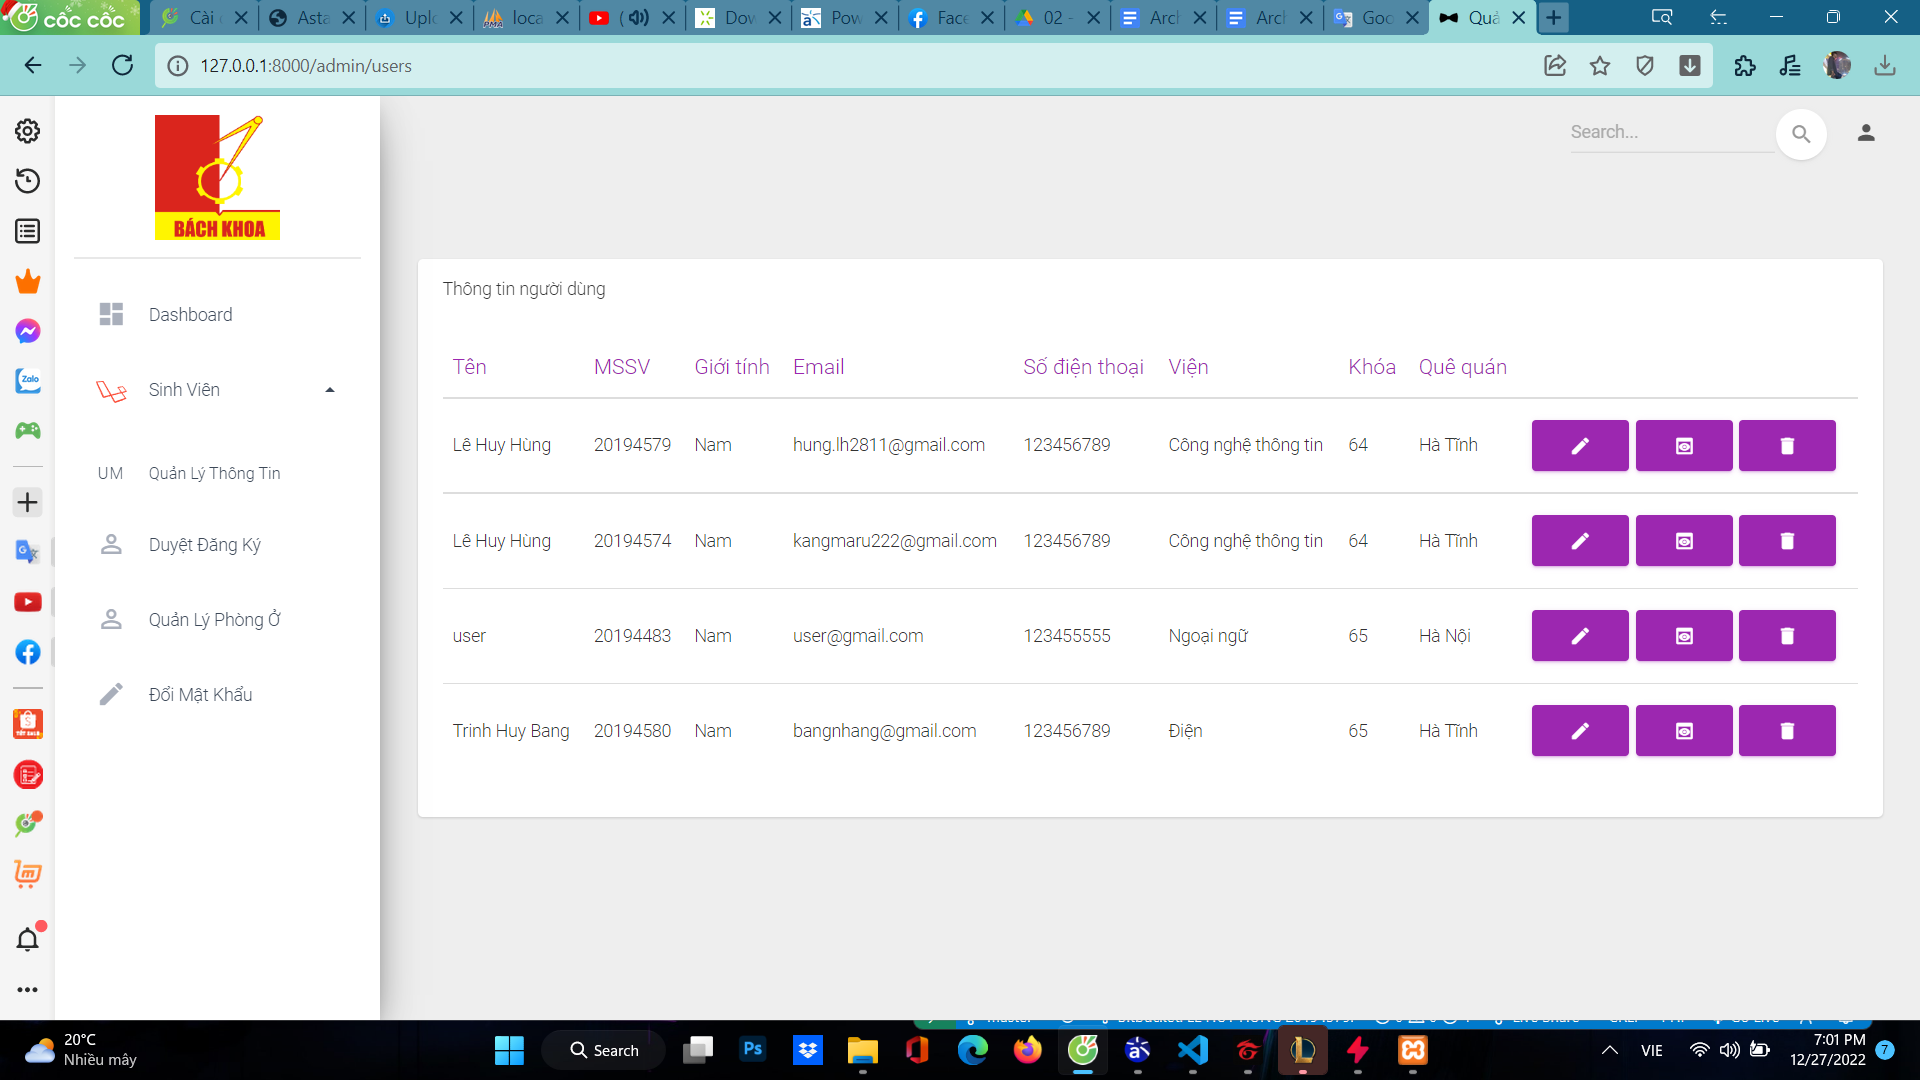 cốc cốc
Cài
Asta
Uplo
loca
(
Dow
Pow
Face
02 -
Arch
Arch
Goo
Quả
127.0.0.1:8000/admin/users
BÁCH KHOA
Search...
Dashboard
Sinh Viên
UM Quản Lý Thông Tin
Duyệt Đăng Ký
Quản Lý Phòng Ở
Đổi Mật Khẩu
Thông tin người dùng
Tên MSSV Giới tính Email Số điện thoại Viện Khóa Quê quán
Lê Huy Hùng 20194579 Nam hung.lh2811@gmail.com 123456789 Công nghệ thông tin 64 Hà Tĩnh
Lê Huy Hùng 20194574 Nam kangmaru222@gmail.com 123456789 Công nghệ thông tin 64 Hà Tĩnh
user 20194483 Nam user@gmail.com 123455555 Ngoại ngữ 65 Hà Nội
Trinh Huy Bang 20194580 Nam bangnhang@gmail.com 123456789 Điện 65 Hà Tĩnh
Zalo
20°C
Nhiều mây
Search
Ps
VIE
7:01 PM
12/27/2022
7